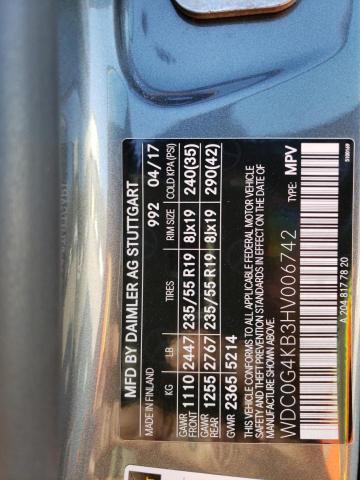 MFD BY DAIMLER AG STUTTGART
MADE IN FINLAND 992 04/17
KG LB TIRES RIM SIZE COLD KPA(PSI)
GAWR FRONT 1110 2447 235/55 R19 8Jx19 240(35)
GAWR REAR 1255 2767 235/55 R19 8Jx19 290(42)
GVWR 2365 5214
THIS VEHICLE CONFORMS TO ALL APPLICABLE FEDERAL MOTOR VEHICLE
SAFETY AND THEFT PREVENTION STANDARDS IN EFFECT ON THE DATE OF
MANUFACTURE SHOWN ABOVE.
TYPE: MPV
WDC0G4KB3HV006742
A 204 817 78 20